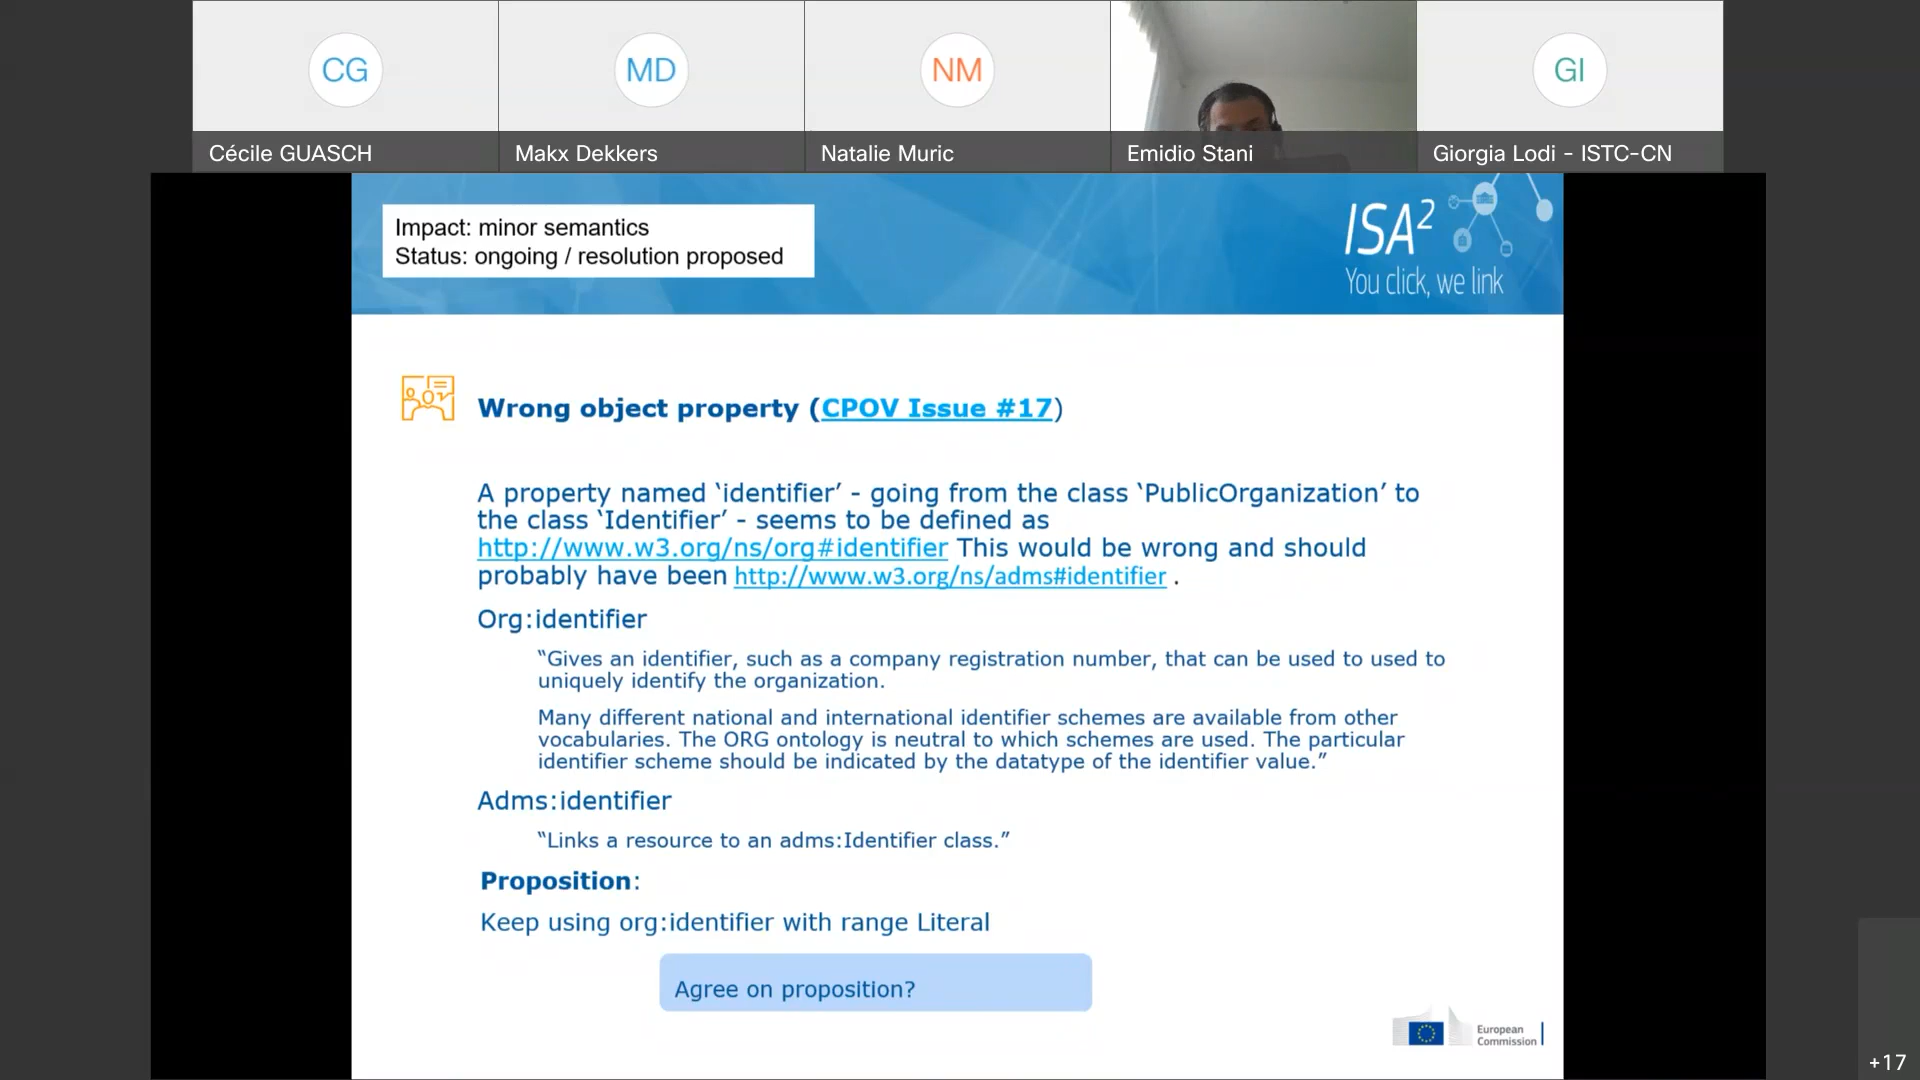 CG
MD
NM
GI
Cécile GUASCH
Makx Dekkers
Natalie Muric
Emidio Stani
Giorgia Lodi - ISTC-CN
Impact: minor semantics
Status: ongoing / resolution proposed
ISA²
You click, we link
Wrong object property (CPOV Issue #17)
A property named ‘identifier’ - going from the class ‘PublicOrganization’ to
the class ‘Identifier’ - seems to be defined as
http://www.w3.org/ns/org#identifier This would be wrong and should
probably have been http://www.w3.org/ns/adms#identifier .
Org:identifier
“Gives an identifier, such as a company registration number, that can be used to used to
uniquely identify the organization.
Many different national and international identifier schemes are available from other
vocabularies. The ORG ontology is neutral to which schemes are used. The particular
identifier scheme should be indicated by the datatype of the identifier value.”
Adms:identifier
“Links a resource to an adms:Identifier class.”
Proposition:
Keep using org:identifier with range Literal
Agree on proposition?
European
Commission
+17